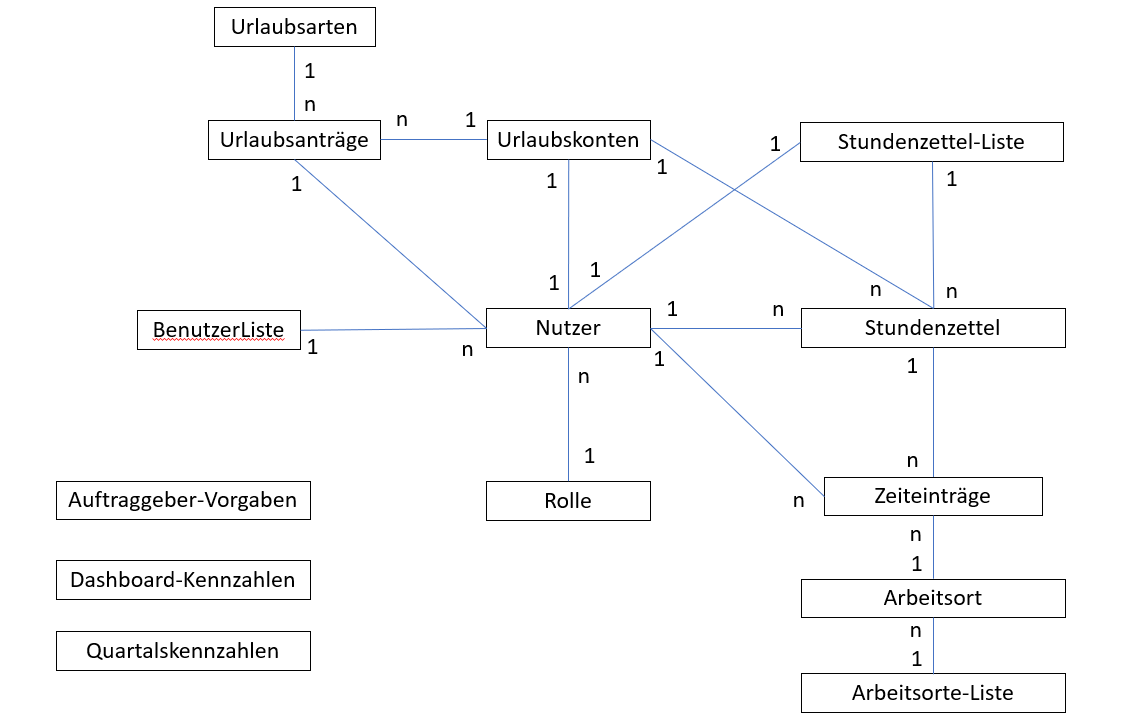 Urlaubsarten
1
n
Urlaubsanträge
n
1
Urlaubskonten
Stundenzettel-Liste
1
1
1
1
1
1
1
n
n
BenutzerListe
1
n
Nutzer
1
n
Stundenzettel
n
1
1
1
n
Auftraggeber-Vorgaben
Rolle
n
Zeiteinträge
n
1
Dashboard-Kennzahlen
Arbeitsort
n
1
Quartalskennzahlen
Arbeitsorte-Liste